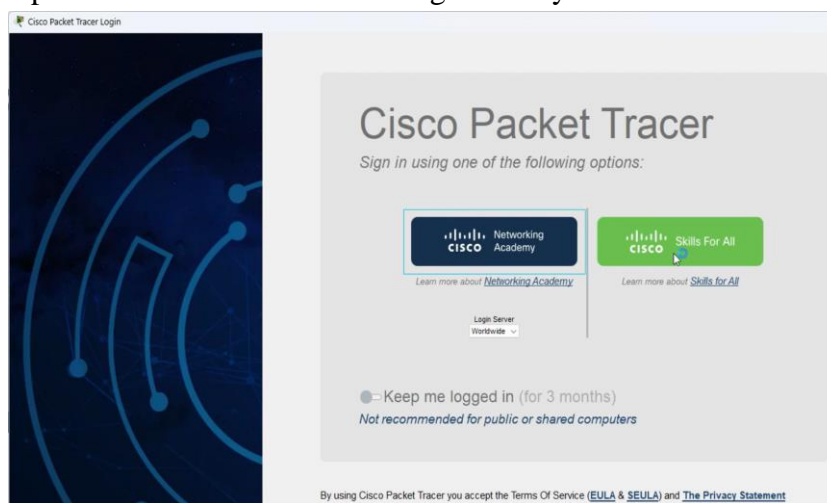 Cisco Packet Tracer Login
Cisco Packet Tracer
Sign in using one of the following options:
CISCO Networking Academy
CISCO Skills For All
Learn more about Networking Academy
Learn more about Skills for All
Login Server
Worldwide
Keep me logged in (for 3 months)
Not recommended for public or shared computers
By using Cisco Packet Tracer you accept the Terms Of Service (EULA & SEULA) and The Privacy Statement